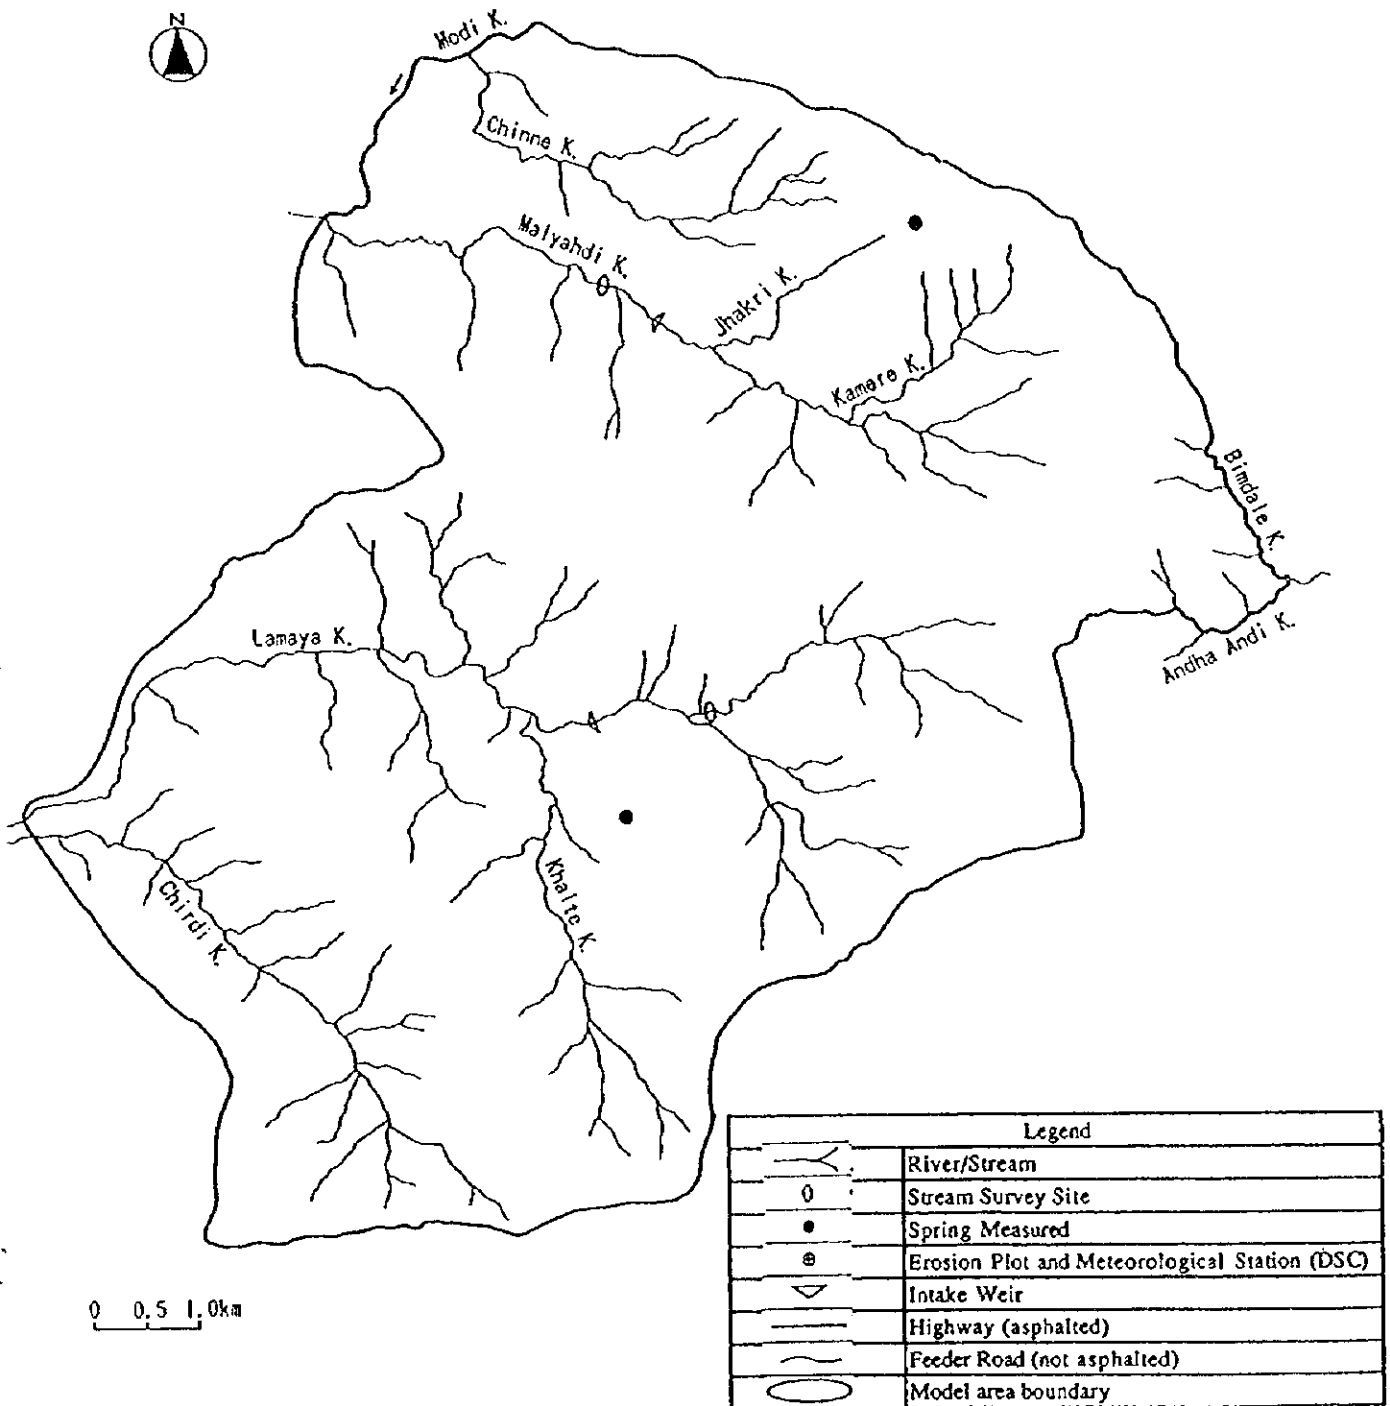 N
Modi K.
Chinne K.
Malyahdi K.
Jhakri K.
Kamere K.
Bimdale K.
Andha Andi K.
Lamaya K.
Khalte K.
Chirdi K.
0 0.5 1.0km
Legend
River/Stream
Stream Survey Site
Spring Measured
Erosion Plot and Meteorological Station (DSC)
Intake Weir
Highway (asphalted)
Feeder Road (not asphalted)
Model area boundary